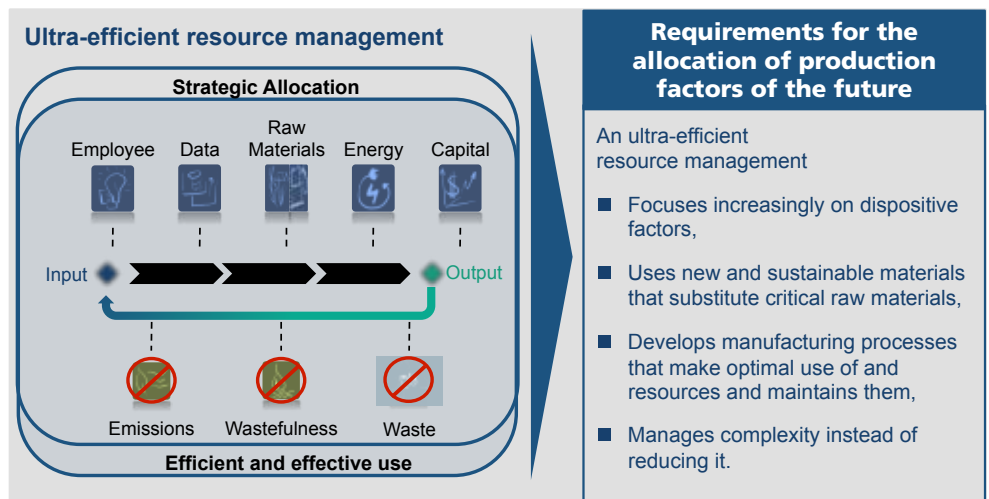 Ultra-efficient resource management
Strategic Allocation
Raw
Employee Data Materials Energy Capital
Input
Output
Emissions Wastefulness Waste
Efficient and effective use
Requirements for the
allocation of production
factors of the future
An ultra-efficient
resource management
■ Focuses increasingly on dispositive
factors,
■ Uses new and sustainable materials
that substitute critical raw materials,
■ Develops manufacturing processes
that make optimal use of and
resources and maintains them,
■ Manages complexity instead of
reducing it.